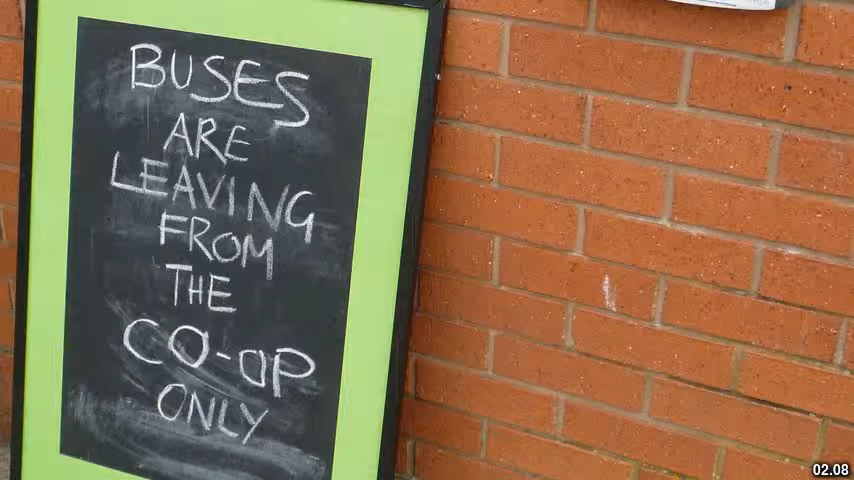 BUSES
ARE
LEAVING
FROM
THE
CO-OP
ONLY
02.08